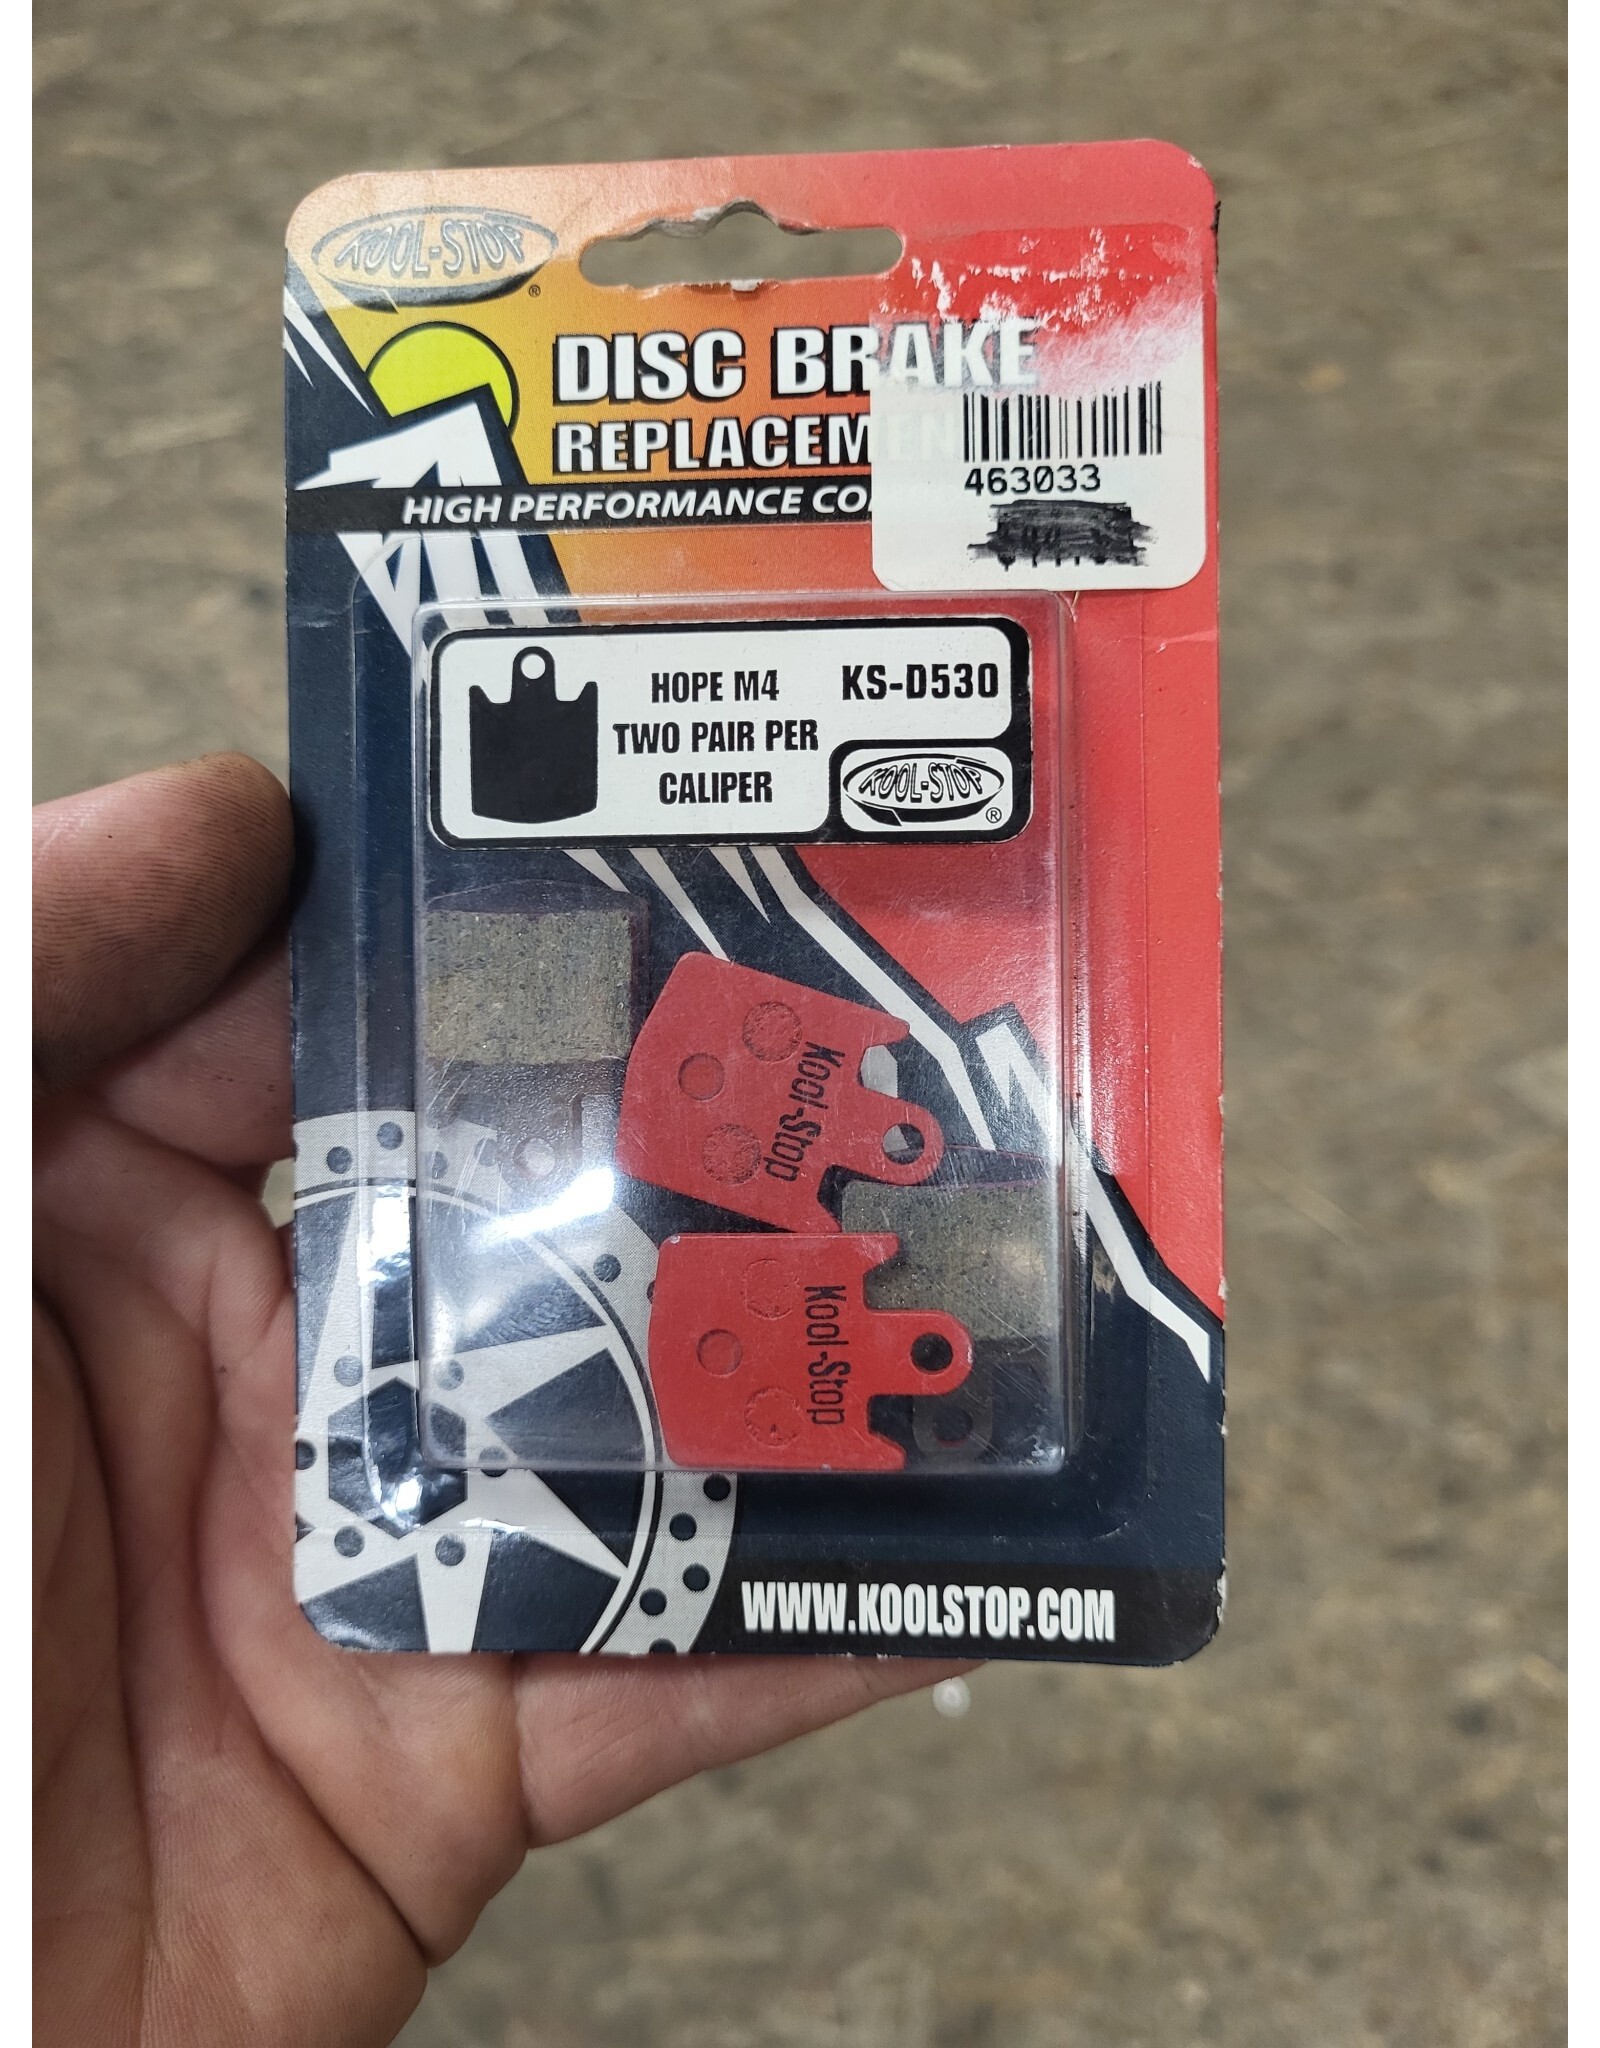 KOOL-STOP
®
DISC BRAKE
REPLACEMEN
HIGH PERFORMANCE CO
463033
HOPE M4
TWO PAIR PER
CALIPER
KS-D530
KOOL-STOP
®
Kool-Stop
Kool-Stop
WWW.KOOLSTOP.COM